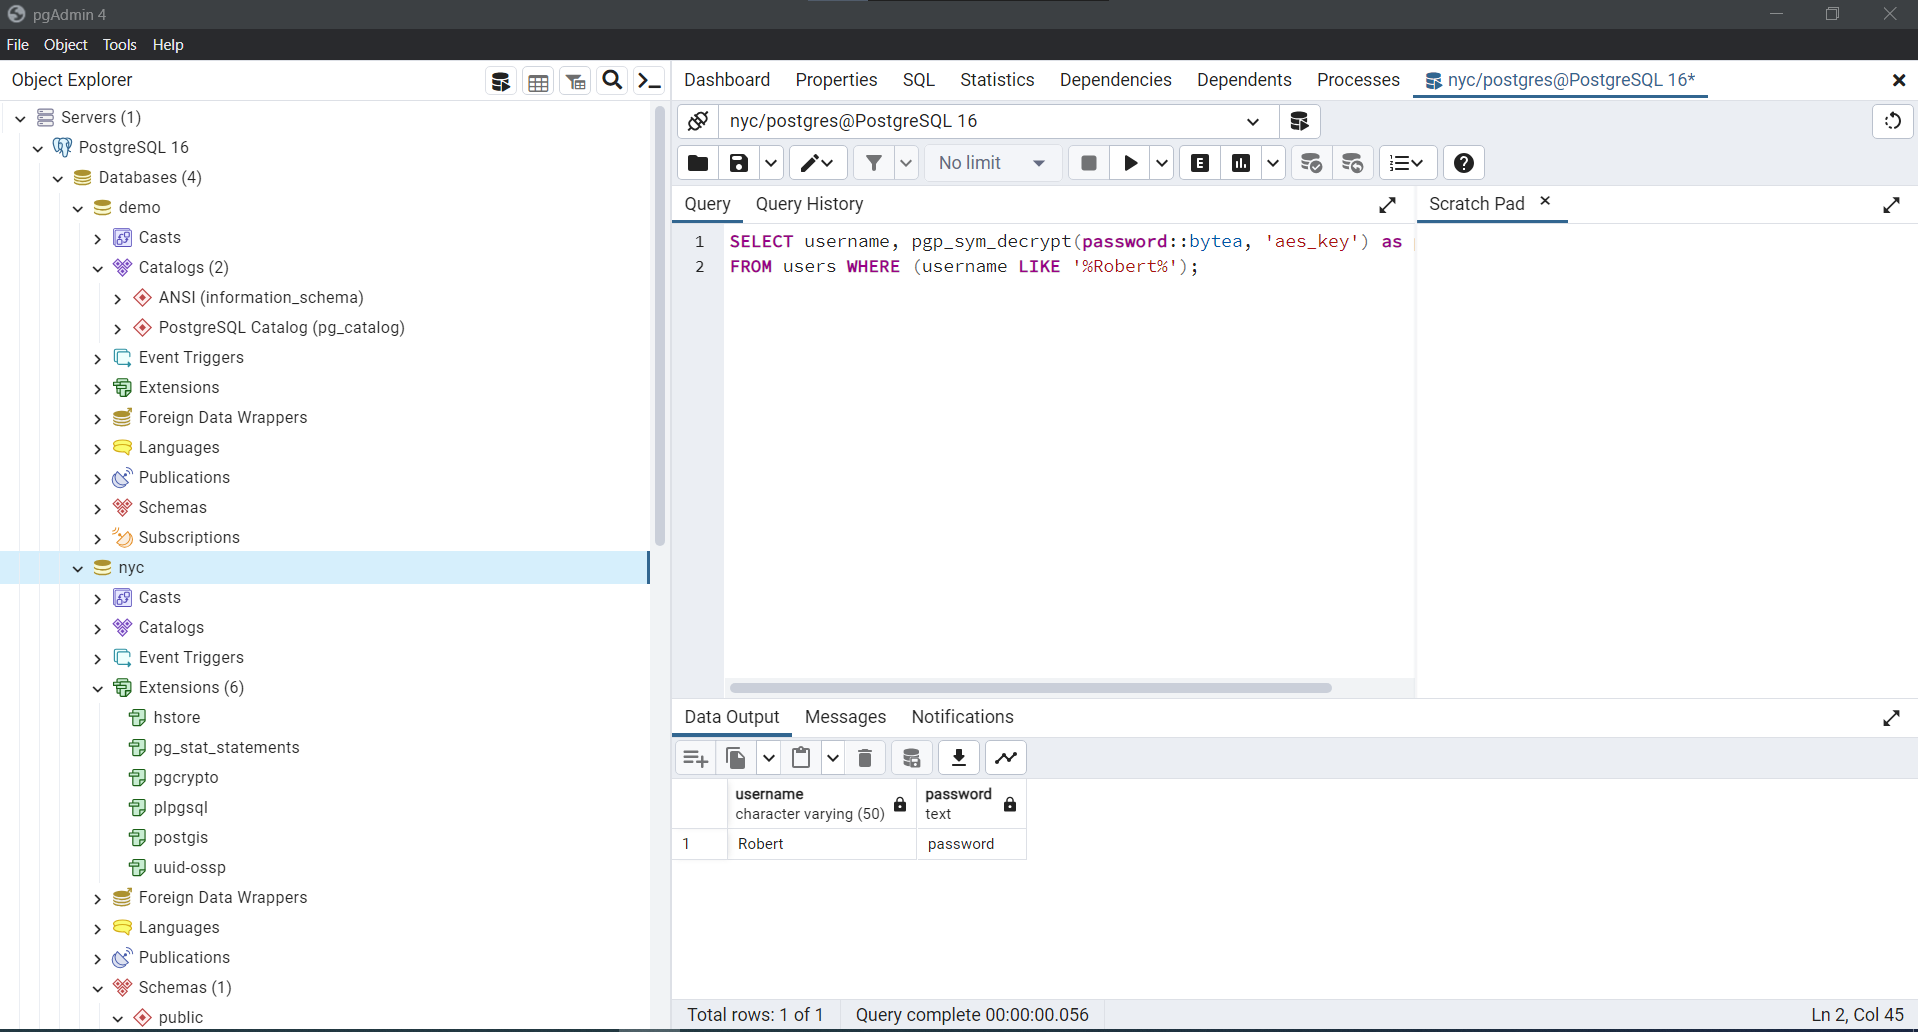 pgAdmin 4
File Object Tools Help
Object Explorer
Servers (1)
PostgreSQL 16
Databases (4)
demo
Casts
Catalogs (2)
ANSI (information_schema)
PostgreSQL Catalog (pg_catalog)
Event Triggers
Extensions
Foreign Data Wrappers
Languages
Publications
Schemas
Subscriptions
nyc
Casts
Catalogs
Event Triggers
Extensions (6)
hstore
pg_stat_statements
pgcrypto
plpgsql
postgis
uuid-ossp
Foreign Data Wrappers
Languages
Publications
Schemas (1)
public
Dashboard Properties SQL Statistics Dependencies Dependents Processes nyc/postgres@PostgreSQL 16*
nyc/postgres@PostgreSQL 16
No limit
E
Query Query History
Scratch Pad
1 SELECT username, pgp_sym_decrypt(password::bytea, 'aes_key') as
2 FROM users WHERE (username LIKE '%Robert%');
Data Output Messages Notifications
username password
character varying (50) text
1 Robert password
Total rows: 1 of 1 Query complete 00:00:00.056 Ln 2, Col 45